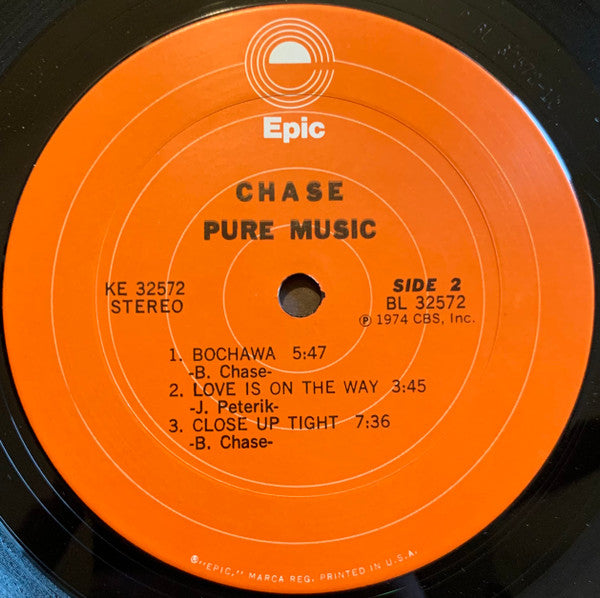 Epic
CHASE
PURE MUSIC
KE 32572
STEREO
SIDE 2
BL 32572
℗ 1974 CBS, Inc.
1. BOCHAWA 5:47
-B. Chase-
2. LOVE IS ON THE WAY 3:45
-J. Peterik-
3. CLOSE UP TIGHT 7:36
-B. Chase-
®"EPIC," MARCA REG. PRINTED IN U.S.A.